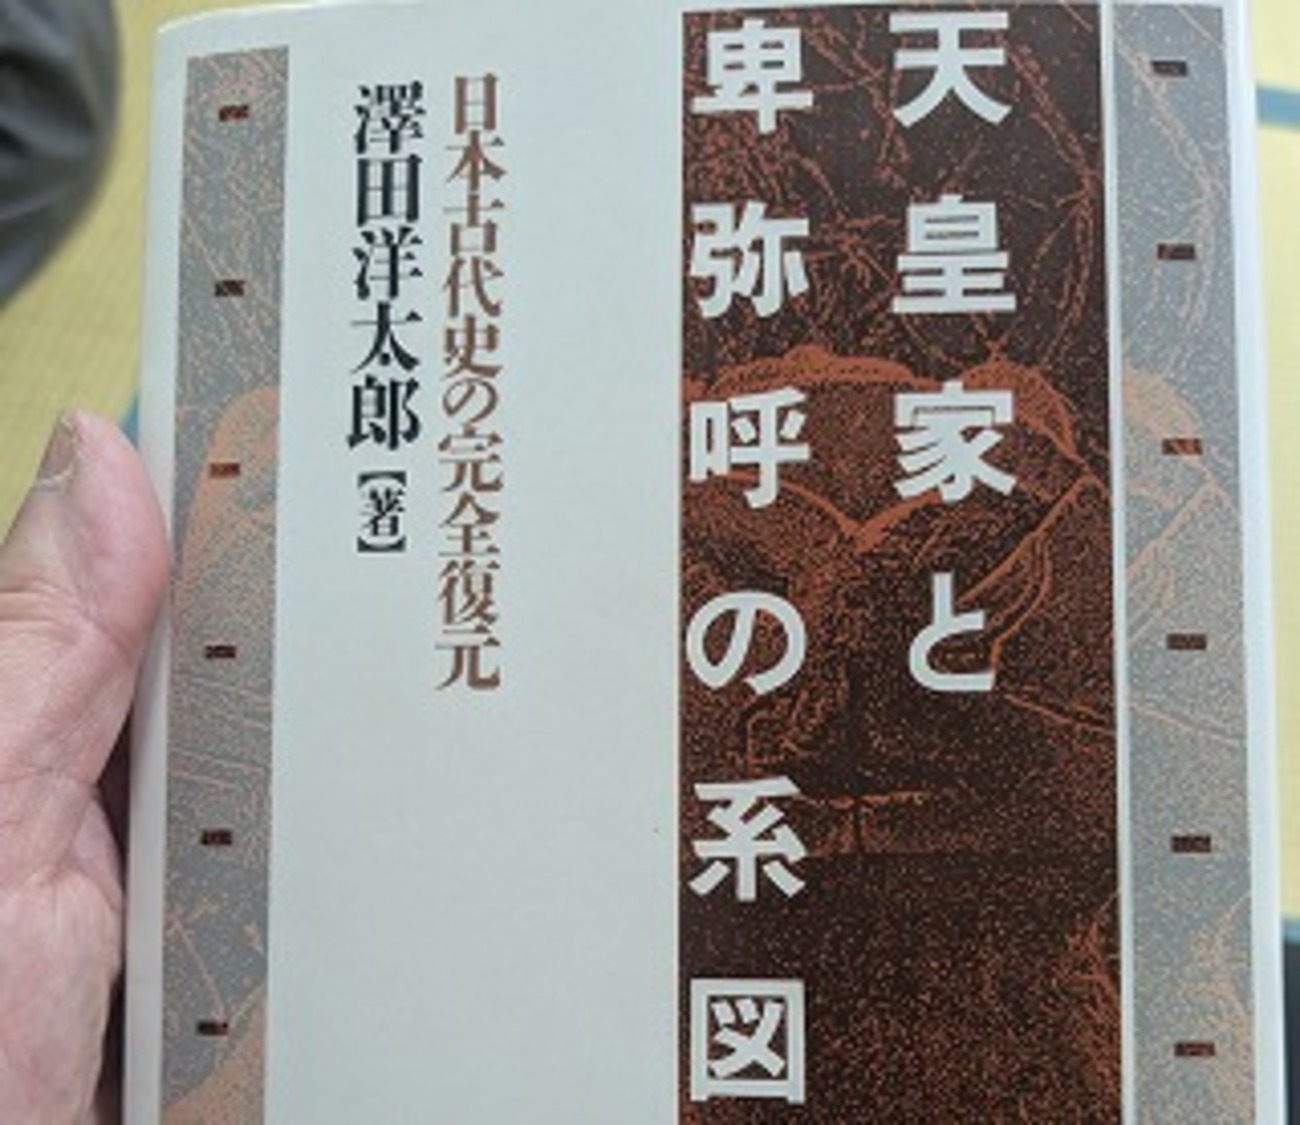 天皇家と
卑弥呼の系図
日本古代史の完全復元
澤田洋太郎【著】